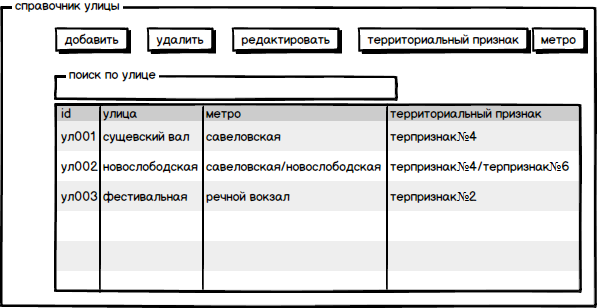 справочник улицы
добавить удалить редактировать территориальный признак метро
поиск по улице
id улица метро территориальный признак
ул001 сущевский вал савеловская терпризнак№4
ул002 новослободская савеловская/новослободская терпризнак№4/терпризнак№6
ул003 фестивальная речной вокзал терпризнак№2